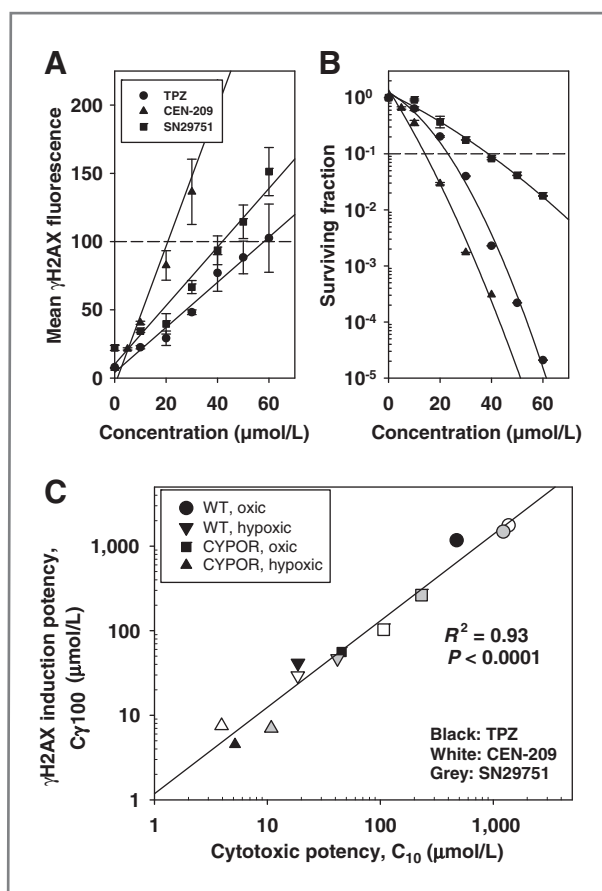 A
TPZ
CEN-209
SN29751
Mean γH2AX fluorescence
200
150
100
50
0
0 20 40 60
Concentration (μmol/L)
B
Surviving fraction
10^0
10^-1
10^-2
10^-3
10^-4
10^-5
0 20 40 60
Concentration (μmol/L)
C
WT, oxic
WT, hypoxic
CYPOR, oxic
CYPOR, hypoxic
γH2AX induction potency,
Cγ100 (μmol/L)
1,000
100
10
1
R² = 0.93
P < 0.0001
Black: TPZ
White: CEN-209
Grey: SN29751
1 10 100 1,000
Cytotoxic potency, C₁₀ (μmol/L)